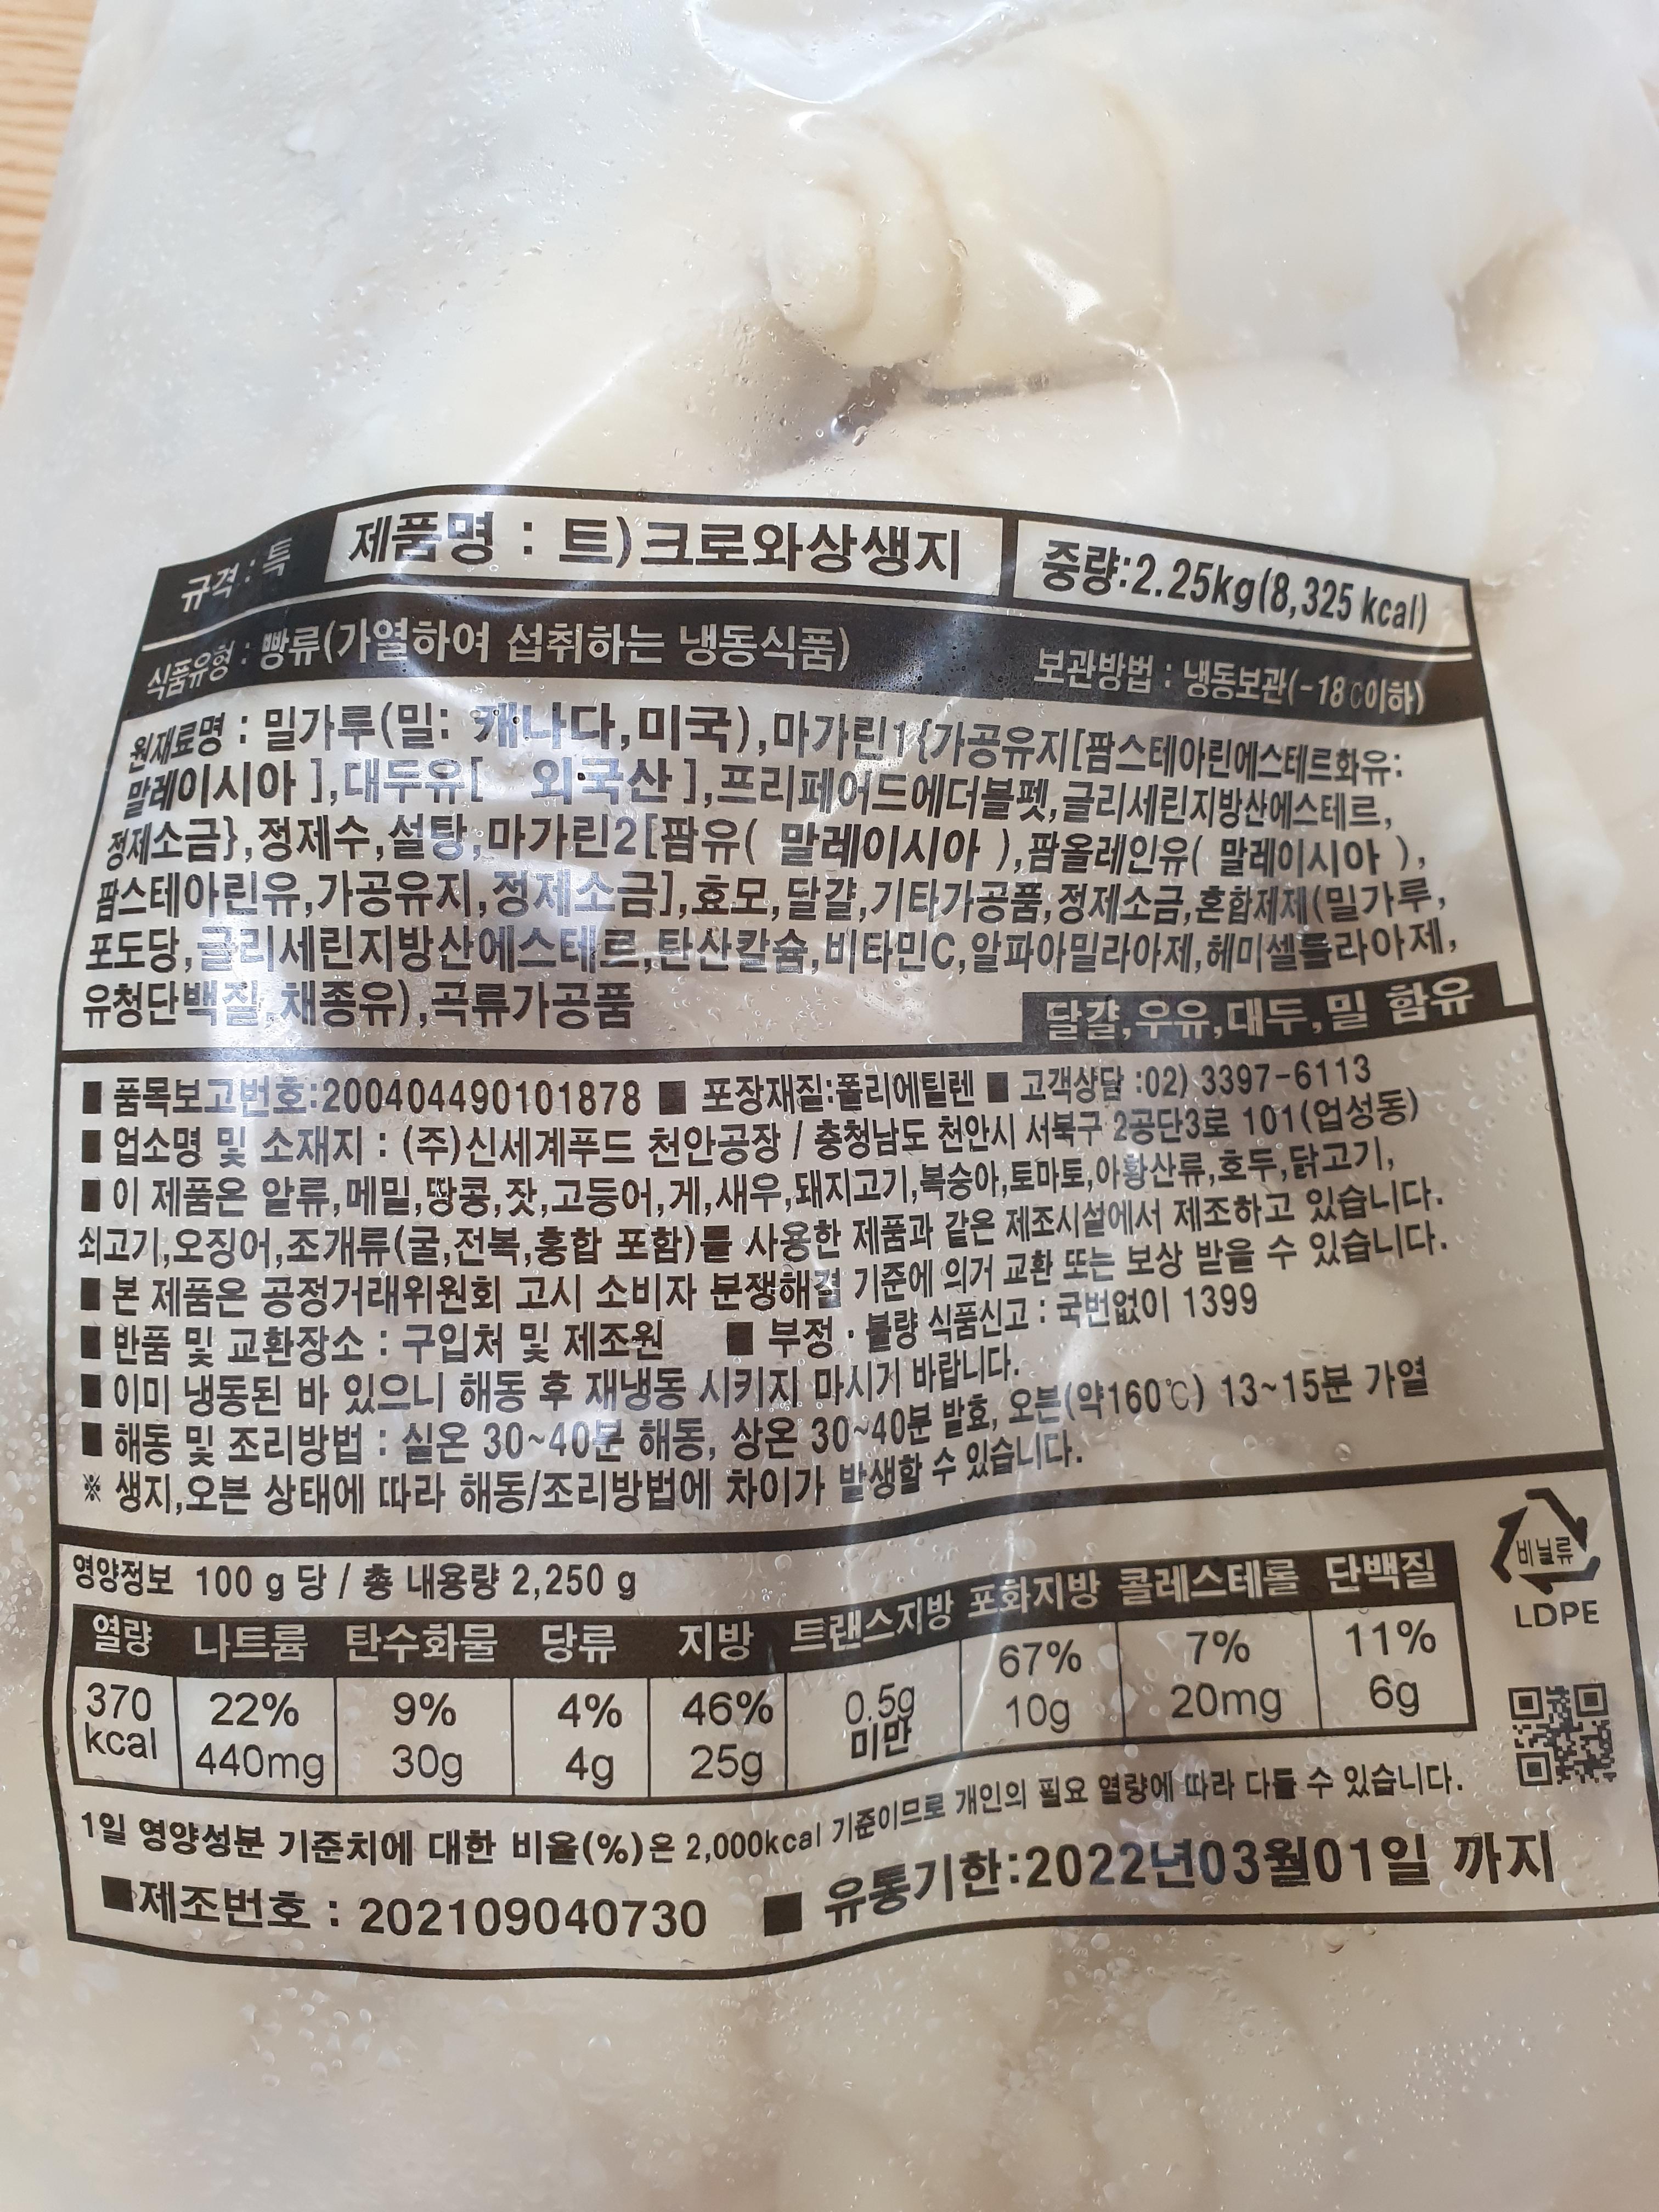 규격 : 특 제품명 : 트)크로와상생지 중량:2.25kg(8,325 kcal)
식품유형 : 빵류(가열하여 섭취하는 냉동식품) 보관방법 : 냉동보관(-18℃이하)
원재료명 : 밀가루(밀: 캐나다,미국),마가린1{가공유지[팜스테아린에스테르화유:
말레이시아 ],대두유[ 외국산 ],프리페어드에더블펫,글리세린지방산에스테르,
정제소금},정제수,설탕,마가린2[팜유( 말레이시아 ),팜올레인유( 말레이시아 ),
팜스테아린유,가공유지,정제소금],효모,달걀,기타가공품,정제소금,혼합제제(밀가루,
포도당,글리세린지방산에스테르,탄산칼슘,비타민C,알파아밀라아제,헤미셀룰라아제,
유청단백질,채종유),곡류가공품
달걀,우유,대두,밀 함유
■ 품목보고번호:200404490101878 ■ 포장재질:폴리에틸렌 ■ 고객상담 :02) 3397-6113
■ 업소명 및 소재지 : (주)신세계푸드 천안공장 / 충청남도 천안시 서북구 2공단3로 101(업성동)
■ 이 제품은 알류,메밀,땅콩,잣,고등어,게,새우,돼지고기,복숭아,토마토,아황산류,호두,닭고기,
쇠고기,오징어,조개류(굴,전복,홍합 포함)를 사용한 제품과 같은 제조시설에서 제조하고 있습니다.
■ 본 제품은 공정거래위원회 고시 소비자 분쟁해결 기준에 의거 교환 또는 보상 받을 수 있습니다.
■ 반품 및 교환장소 : 구입처 및 제조원 ■ 부정 · 불량 식품신고 : 국번없이 1399
■ 이미 냉동된 바 있으니 해동 후 재냉동 시키지 마시기 바랍니다.
■ 해동 및 조리방법 : 실온 30~40분 해동, 상온 30~40분 발효, 오븐(약160℃) 13~15분 가열
※ 생지,오븐 상태에 따라 해동/조리방법에 차이가 발생할 수 있습니다.
비닐류
LDPE
영양정보 100 g 당 / 총 내용량 2,250 g
열량 나트륨 탄수화물 당류 지방 트랜스지방 포화지방 콜레스테롤 단백질
370 22% 9% 4% 46% 0.5g 67% 7% 11%
kcal 440mg 30g 4g 25g 미만 10g 20mg 6g
1일 영양성분 기준치에 대한 비율(%)은 2,000kcal 기준이므로 개인의 필요 열량에 따라 다를 수 있습니다.
■제조번호 : 202109040730 ■ 유통기한:2022년03월01일 까지